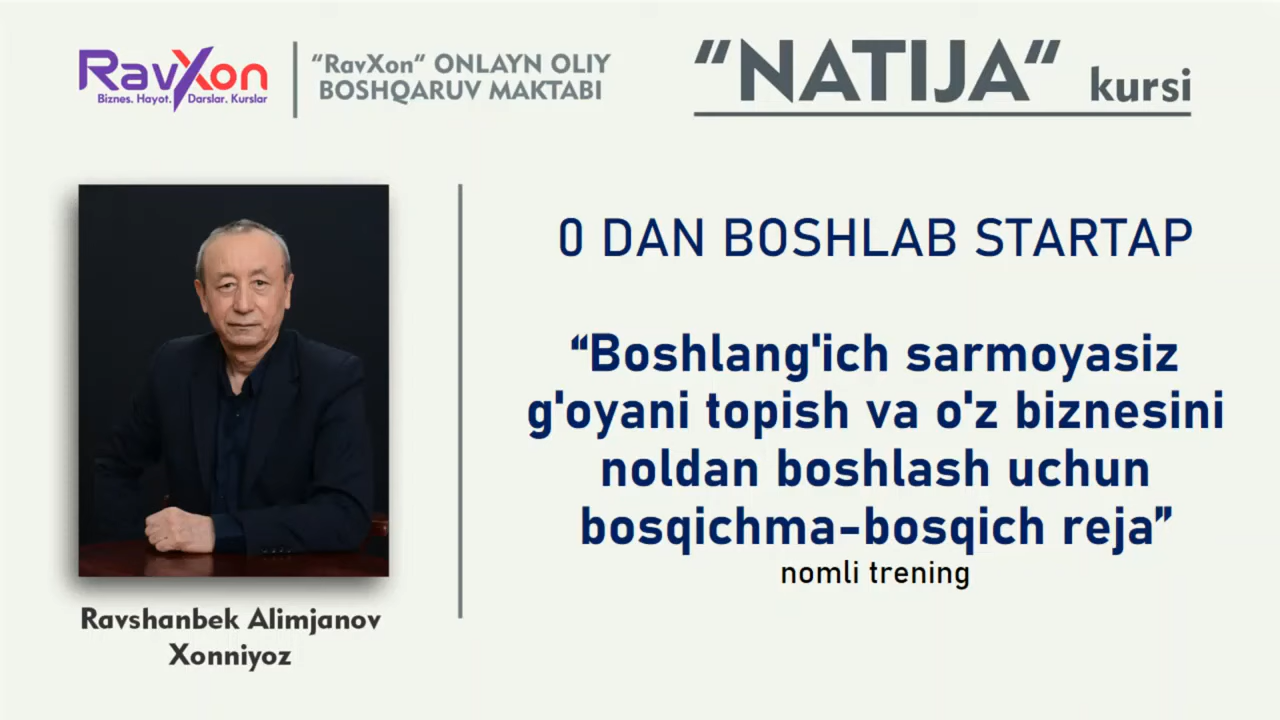 RavXon
Biznes. Hayot. Darslar. Kurslar
“RavXon“ ONLAYN OLIY
BOSHQARUV MAKTABI
“NATIJA“ kursi
0 DAN BOSHLAB STARTAP
“Boshlang'ich sarmoyasiz
g'oyani topish va o'z biznesini
noldan boshlash uchun
bosqichma-bosqich reja”
nomli trening
Ravshanbek Alimjanov
Xonniyoz